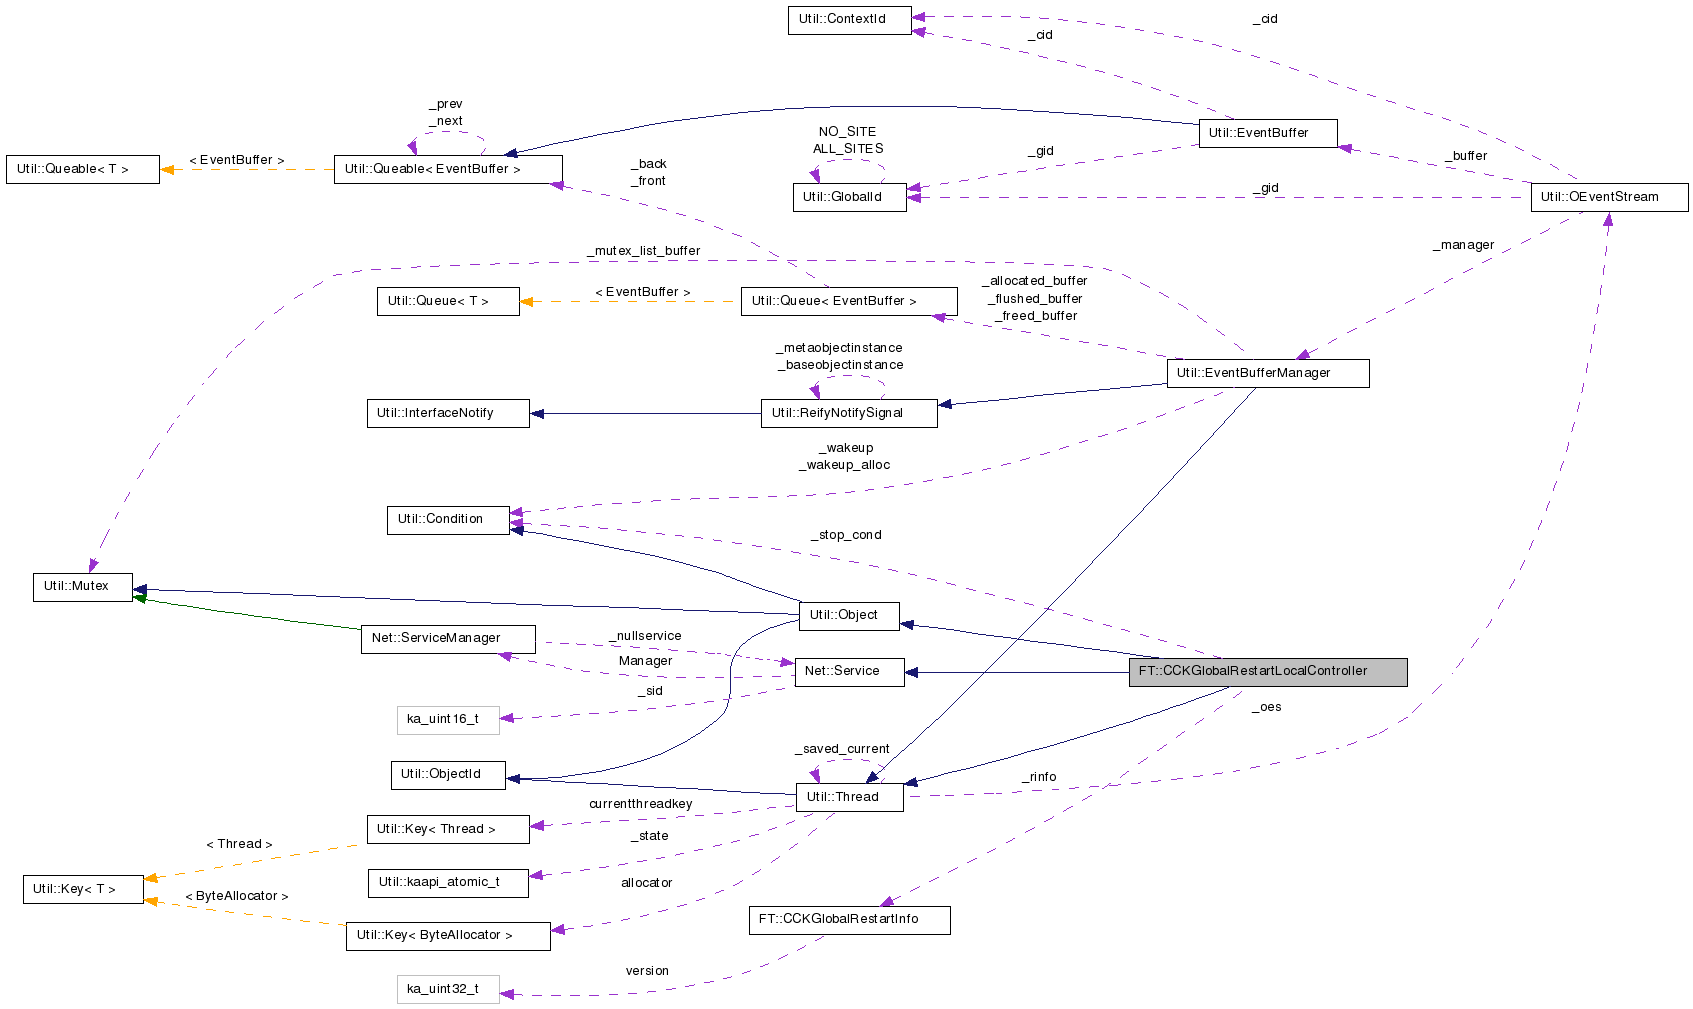 Util::ContextId
_cid
_cid
_prev
_next
Util::EventBuffer
NO_SITE
ALL_SITES
Util::Queable< T >
< EventBuffer >
Util::Queable< EventBuffer >
_back
_front
_gid
_buffer
Util::GlobalId
_gid
Util::OEventStream
_mutex_list_buffer
_manager
Util::Queue< T >
< EventBuffer >
Util::Queue< EventBuffer >
_allocated_buffer
_flushed_buffer
_freed_buffer
_metaobjectinstance
_baseobjectinstance
Util::EventBufferManager
Util::InterfaceNotify
Util::ReifyNotifySignal
_wakeup
_wakeup_alloc
Util::Condition
_stop_cond
Util::Mutex
Util::Object
Net::ServiceManager
_nullservice
Manager
Net::Service
FT::CCKGlobalRestartLocalController
_sid
ka_uint16_t
_oes
_saved_current
Util::ObjectId
_rinfo
Util::Thread
currentthreadkey
Util::Key< Thread >
_state
< Thread >
Util::kaapi_atomic_t
allocator
Util::Key< T >
< ByteAllocator >
Util::Key< ByteAllocator >
FT::CCKGlobalRestartInfo
version
ka_uint32_t